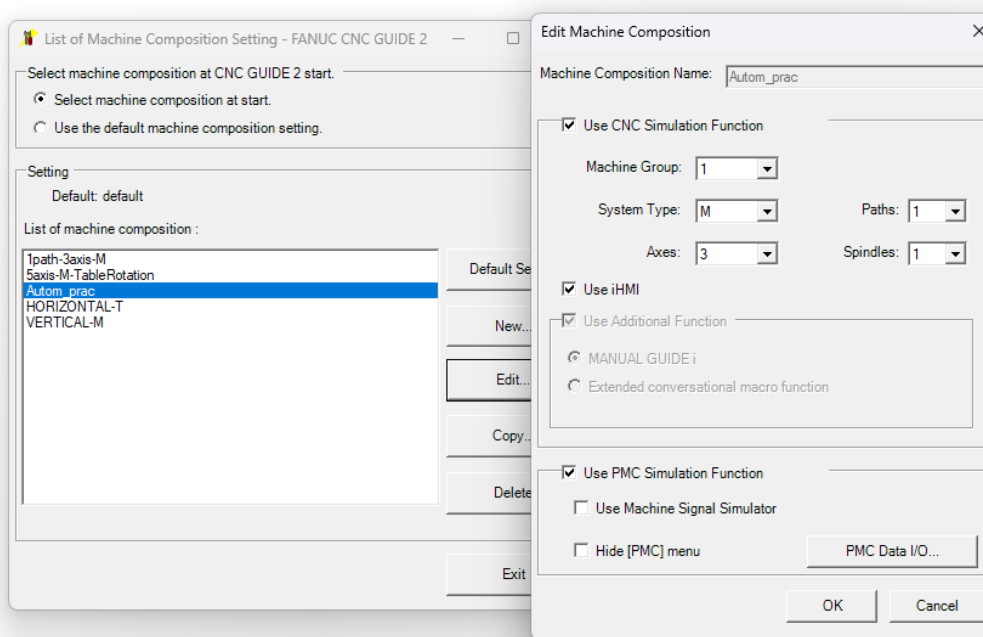 List of Machine Composition Setting - FANUC CNC GUIDE 2
Select machine composition at CNC GUIDE 2 start.
Select machine composition at start.
Use the default machine composition setting.
Setting
Default: default
List of machine composition :
1path-3axis-M
5axis-M-TableRotation
Autom_prac
HORIZONTAL-T
VERTICAL-M
Default Se
New...
Edit...
Copy..
Delete
Exit
Edit Machine Composition
Machine Composition Name: Autom_prac
Use CNC Simulation Function
Machine Group: 1
System Type: M Paths: 1
Axes: 3 Spindles: 1
Use iHMI
Use Additional Function
MANUAL GUIDE i
Extended conversational macro function
Use PMC Simulation Function
Use Machine Signal Simulator
Hide [PMC] menu PMC Data I/O...
OK Cancel